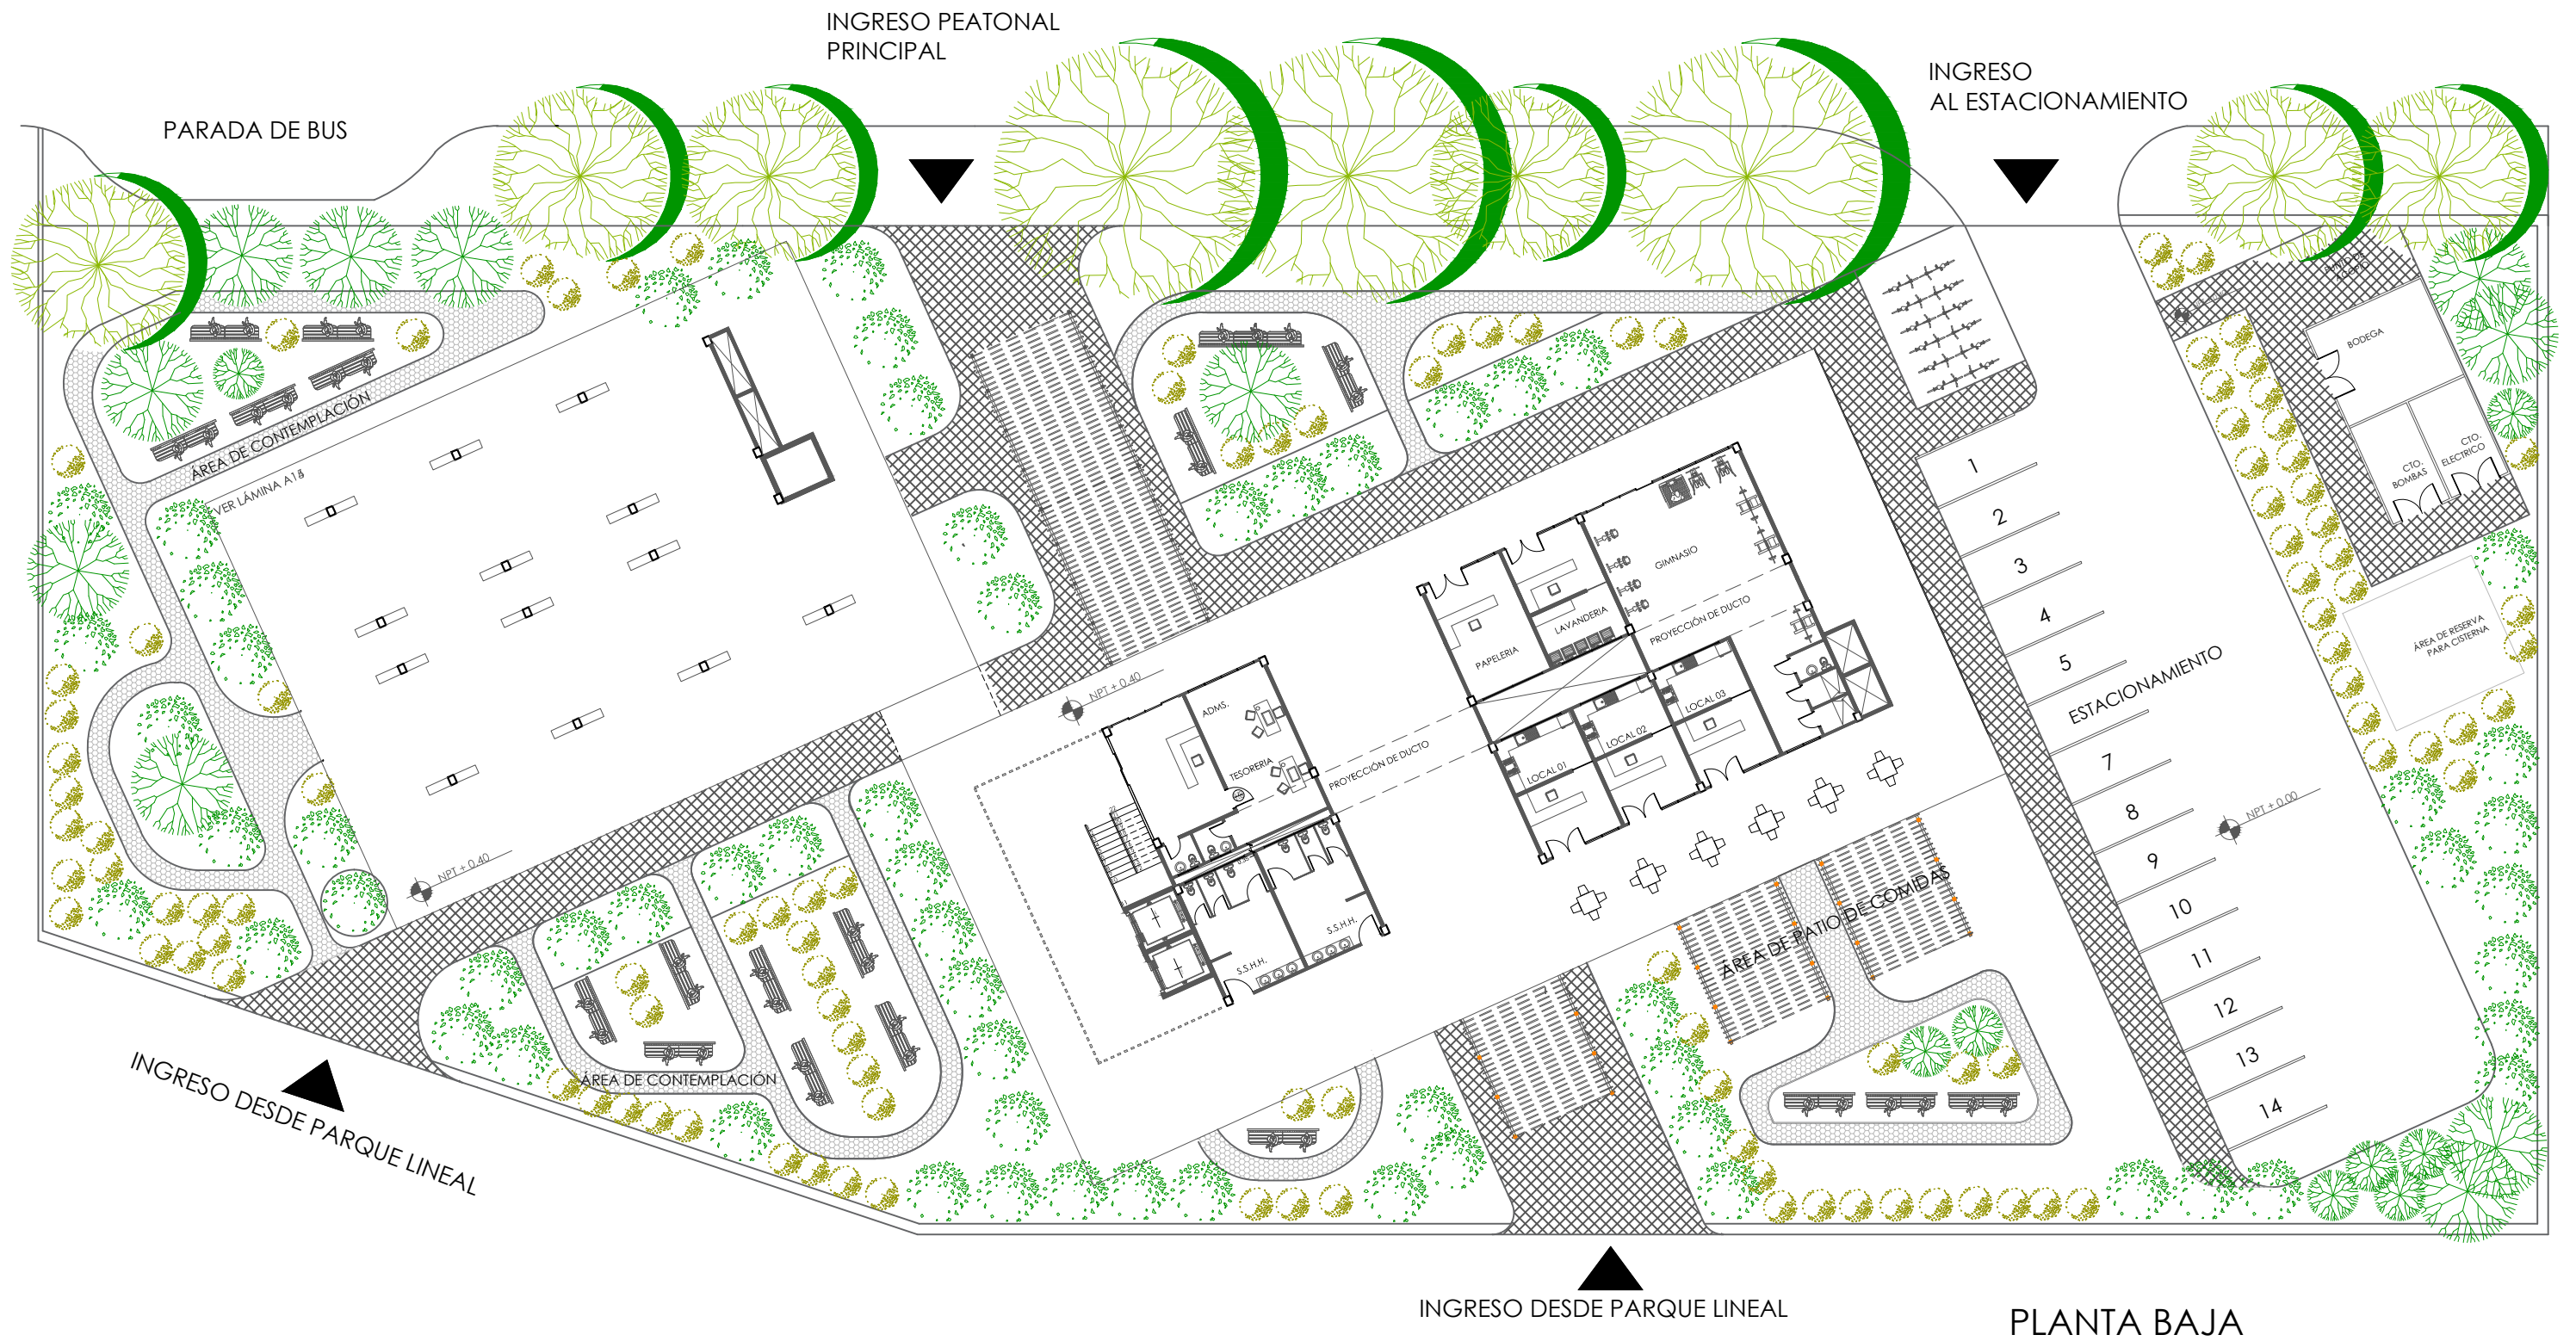 INGRESO PEATONAL
PRINCIPAL
INGRESO
AL ESTACIONAMIENTO
PARADA DE BUS
BODEGA
ÁREA DE CONTEMPLACIÓN
VER LÁMINA
CTO.
BOMBAS
CTO.
ELECTRICO
1
2
3
4
5
7
8
9
10
11
12
13
14
ESTACIONAMIENTO
ÁREA DE RESERVA
PARA CISTERNA
NPT + 0.00
GIMNASIO
LAVANDERIA
PAPELERIA
PROYECCIÓN DE DUCTO
LOCAL 03
LOCAL 02
LOCAL 01
NPT + 0.40
ADMS.
TESORERIA
PROYECCIÓN DE DUCTO
S.S.H.H.
S.S.H.H.
NPT + 0.40
ÁREA DE PATIO DE COMIDAS
ÁREA DE CONTEMPLACIÓN
INGRESO DESDE PARQUE LINEAL
INGRESO DESDE PARQUE LINEAL
PLANTA BAJA